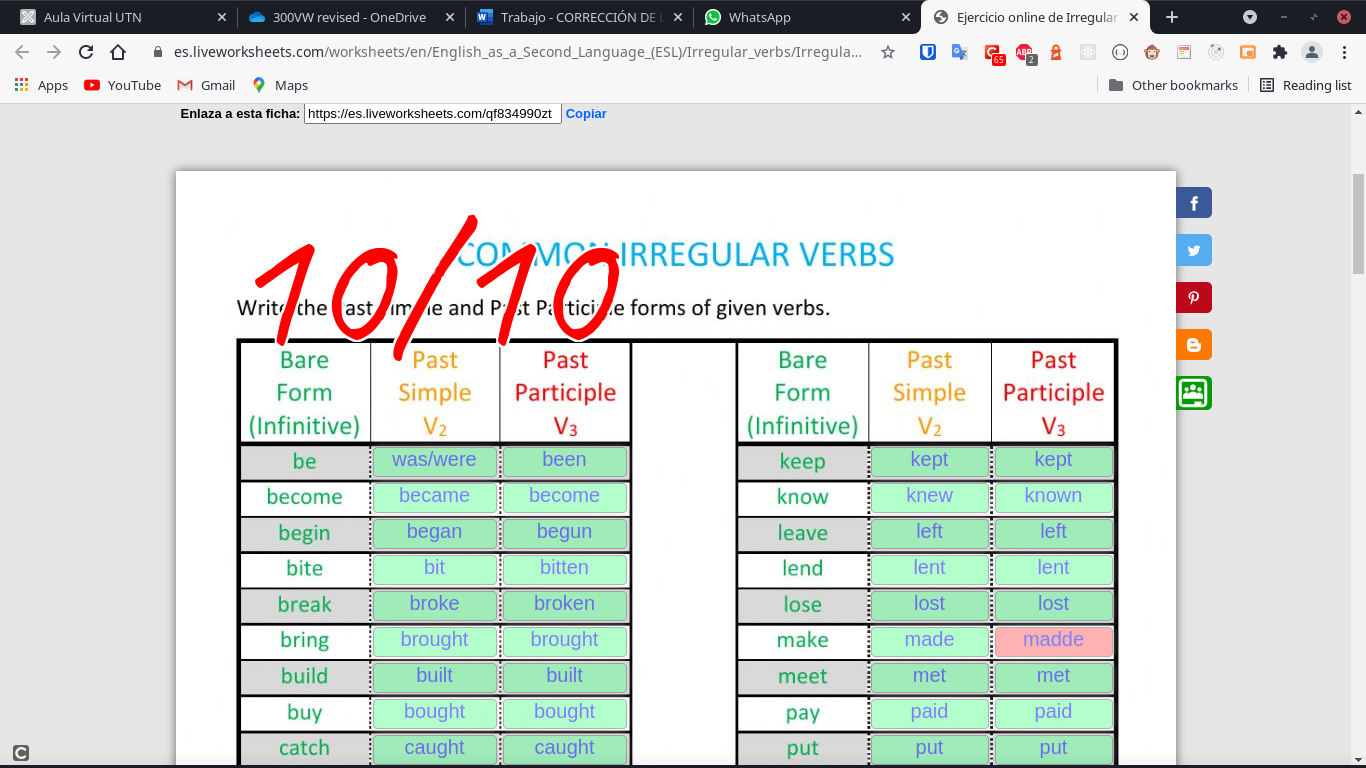 Aula Virtual UTN
300VW revised - OneDrive
Trabajo - CORRECCIÓN DE L
WhatsApp
Ejercicio online de Irregular
es.liveworksheets.com/worksheets/en/English_as_a_Second_Language_(ESL)/Irregular_verbs/Irregula...
65
2
Apps YouTube Gmail Maps Other bookmarks Reading list
Enlaza a esta ficha: https://es.liveworksheets.com/qf834990zt Copiar
COMMON IRREGULAR VERBS
10/10
Write the Past Simple and Past Participle forms of given verbs.
Bare Past Past Bare Past Past
Form Simple Participle Form Simple Participle
(Infinitive) V2 V3 (Infinitive) V2 V3
be was/were been keep kept kept
become became become know knew known
begin began begun leave left left
bite bit bitten lend lent lent
break broke broken lose lost lost
bring brought brought make made madde
build built built meet met met
buy bought bought pay paid paid
catch caught caught put put put